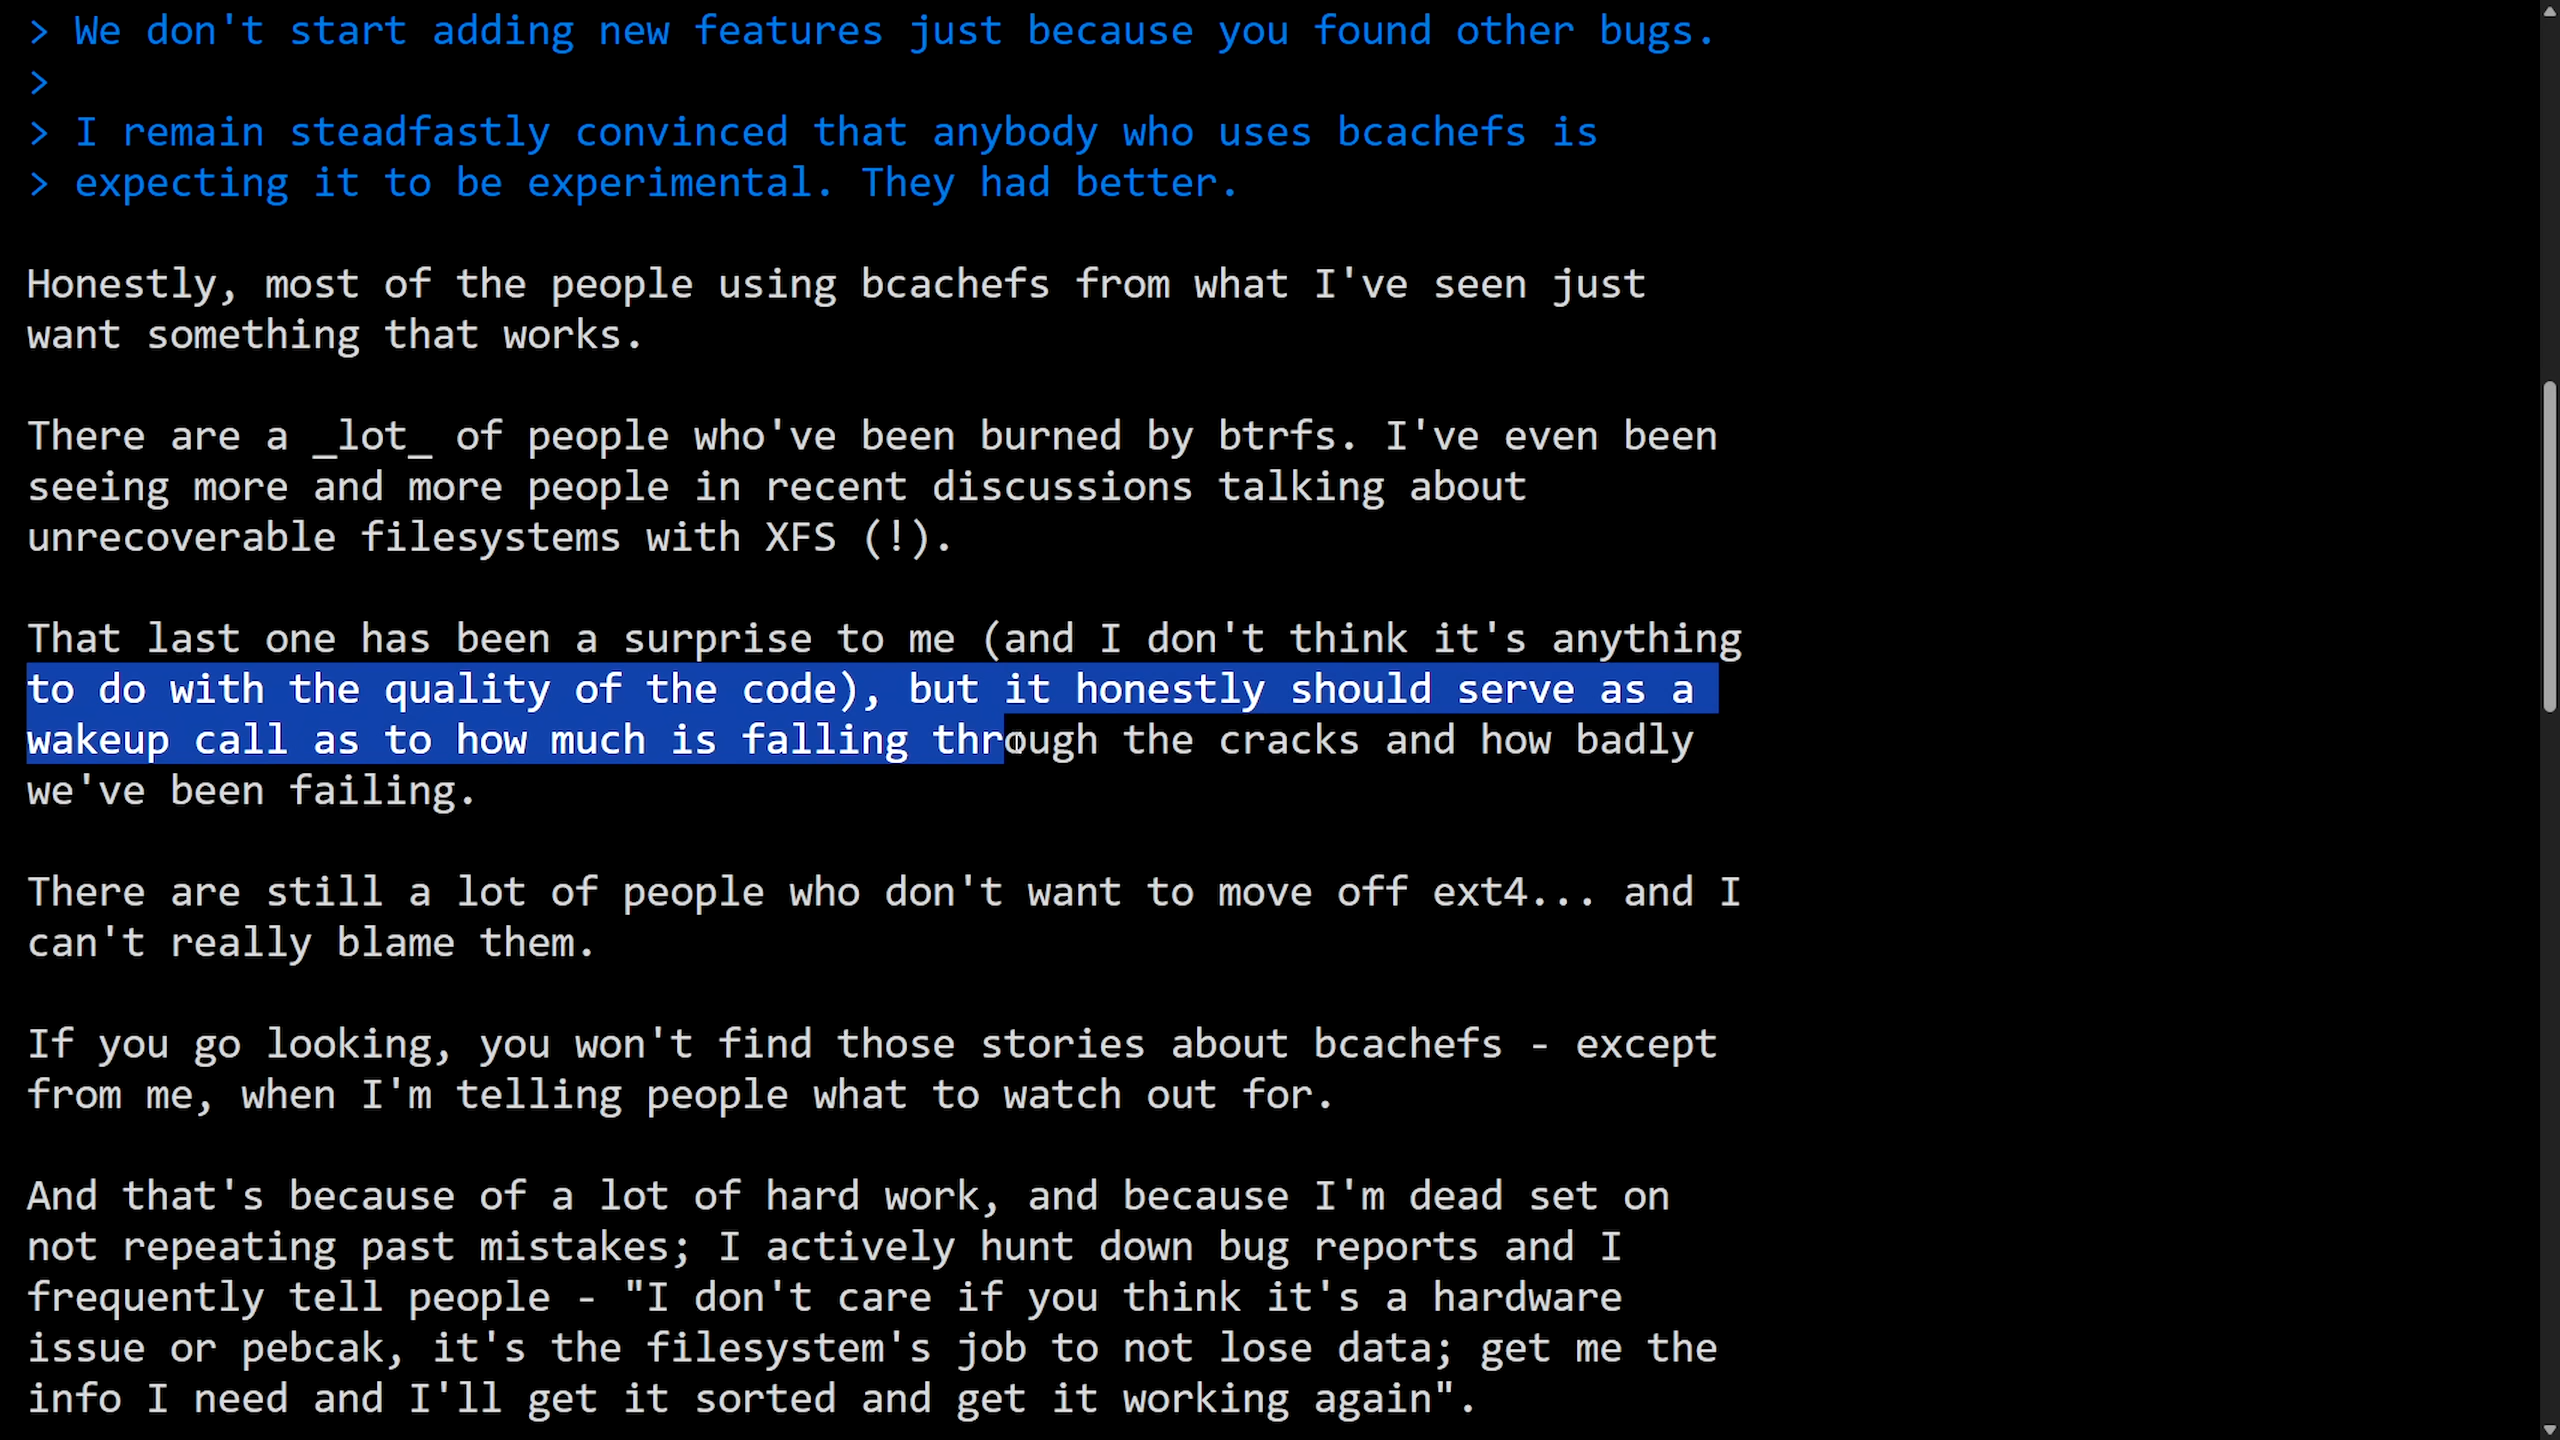 > We don't start adding new features just because you found other bugs.
>
> I remain steadfastly convinced that anybody who uses bcachefs is
> expecting it to be experimental. They had better.
Honestly, most of the people using bcachefs from what I've seen just
want something that works.
There are a _lot_ of people who've been burned by btrfs. I've even been
seeing more and more people in recent discussions talking about
unrecoverable filesystems with XFS (!).
That last one has been a surprise to me (and I don't think it's anything
to do with the quality of the code), but it honestly should serve as a
wakeup call as to how much is falling through the cracks and how badly
we've been failing.
There are still a lot of people who don't want to move off ext4... and I
can't really blame them.
If you go looking, you won't find those stories about bcachefs - except
from me, when I'm telling people what to watch out for.
And that's because of a lot of hard work, and because I'm dead set on
not repeating past mistakes; I actively hunt down bug reports and I
frequently tell people - "I don't care if you think it's a hardware
issue or pebcak, it's the filesystem's job to not lose data; get me the
info I need and I'll get it sorted and get it working again".